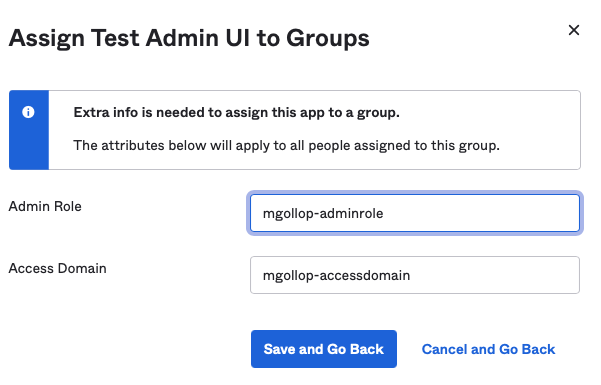 Assign Test Admin UI to Groups
Extra info is needed to assign this app to a group.
The attributes below will apply to all people assigned to this group.
Admin Role
mgollop-adminrole
Access Domain
mgollop-accessdomain
Save and Go Back
Cancel and Go Back